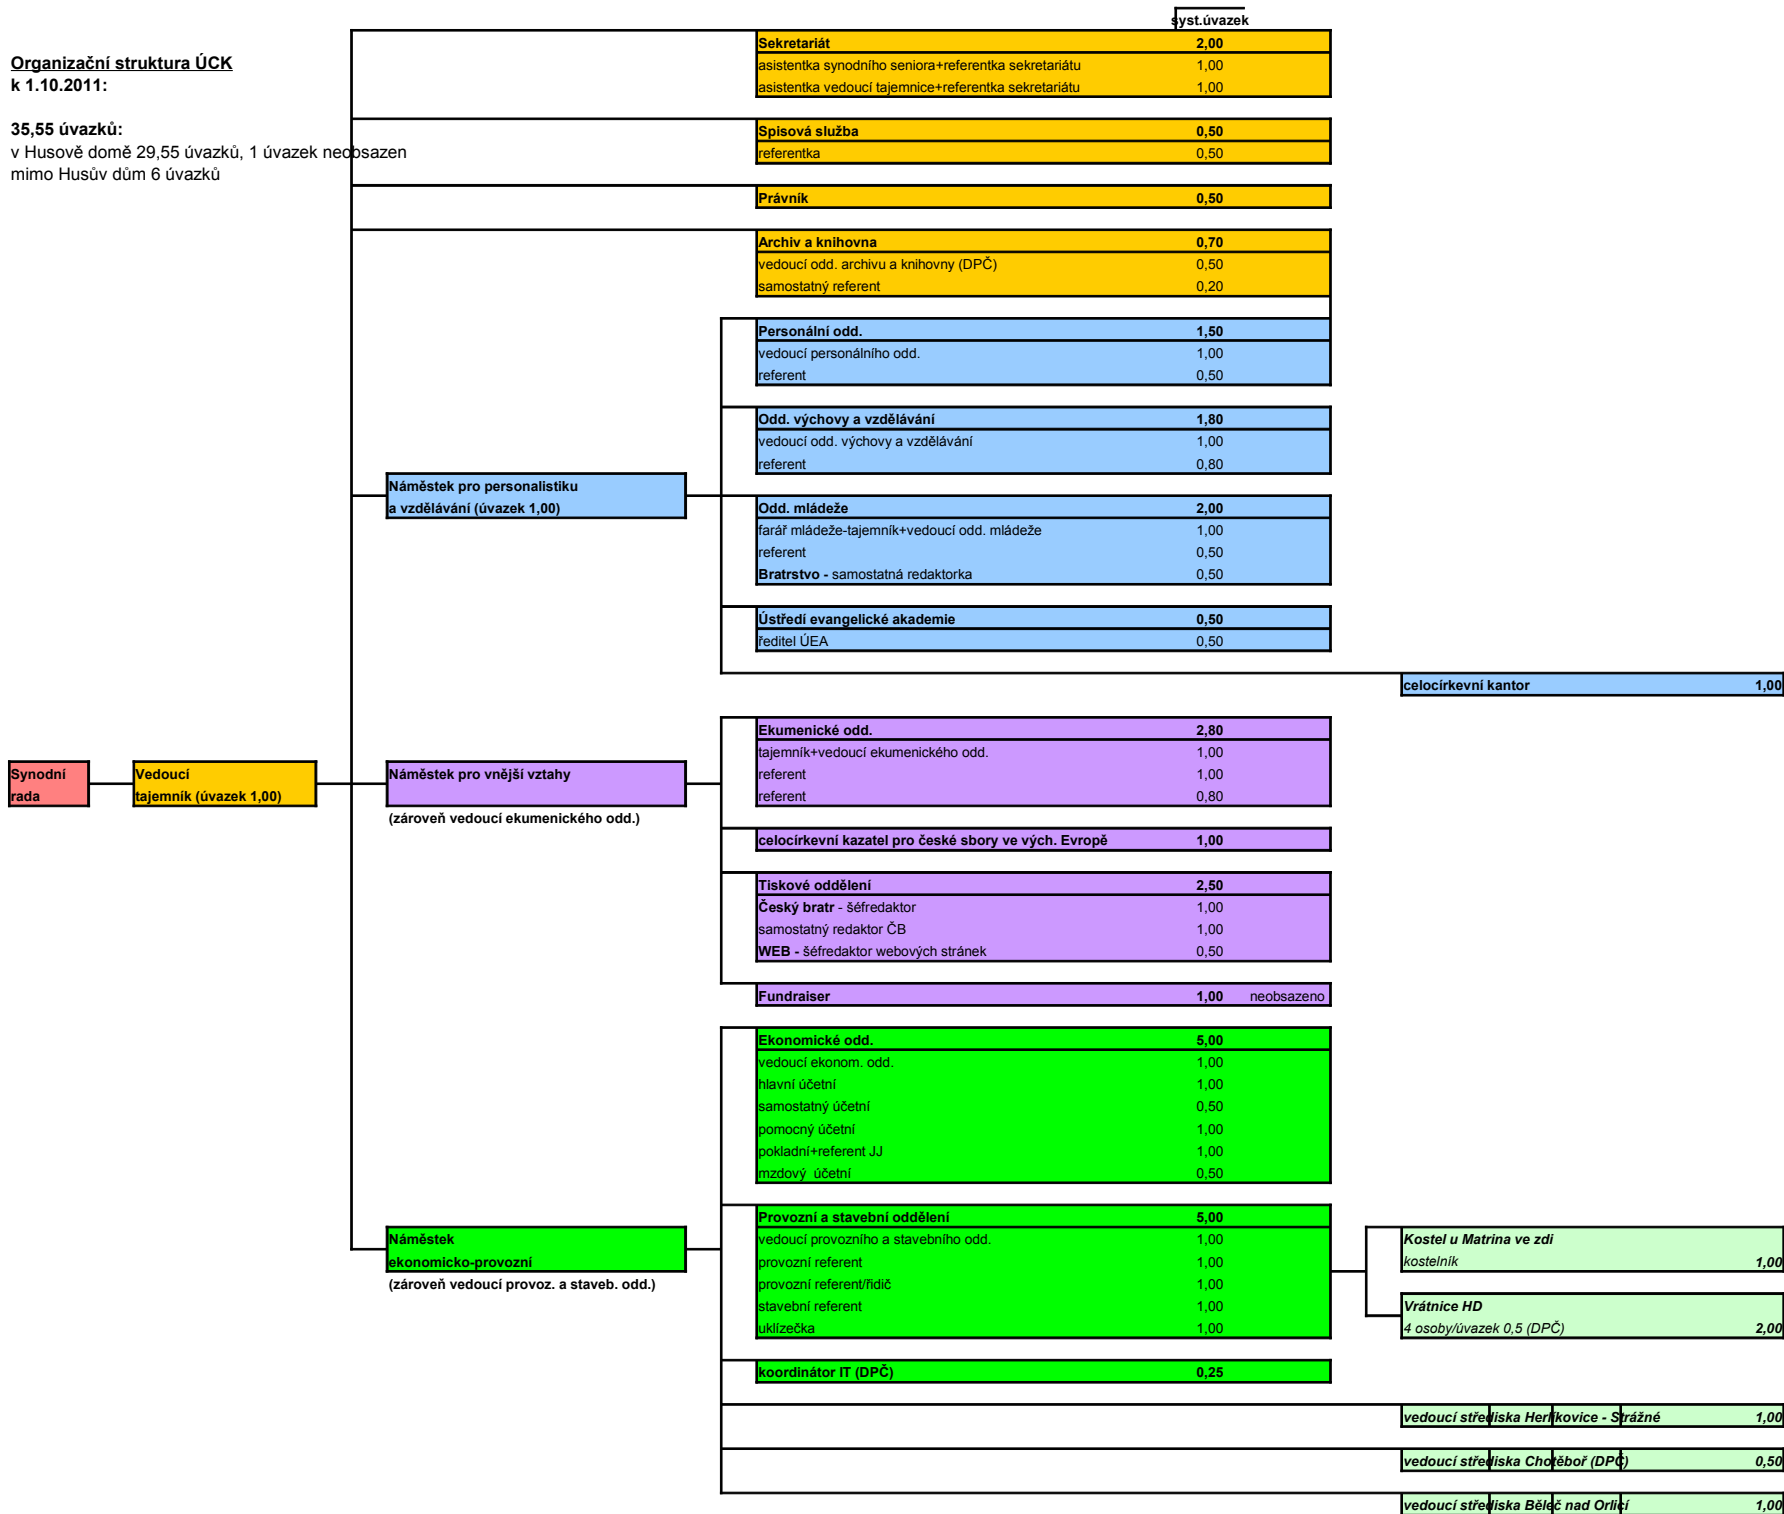 syst.úvazek
Organizační struktura ÚCK
k 1.10.2011:
35,55 úvazků:
v Husově domě 29,55 úvazků, 1 úvazek neobsazen
mimo Husův dům 6 úvazků
Sekretariát 2,00
asistentka synodního seniora+referentka sekretariátu 1,00
asistentka vedoucí tajemnice+referentka sekretariátu 1,00
Spisová služba 0,50
referentka 0,50
Právník 0,50
Archiv a knihovna 0,70
vedoucí odd. archivu a knihovny (DPČ) 0,50
samostatný referent 0,20
Personální odd. 1,50
vedoucí personálního odd. 1,00
referent 0,50
Odd. výchovy a vzdělávání 1,80
vedoucí odd. výchovy a vzdělávání 1,00
referent 0,80
Náměstek pro personalistiku
a vzdělávání (úvazek 1,00)
Odd. mládeže 2,00
farář mládeže-tajemník+vedoucí odd. mládeže 1,00
referent 0,50
Bratrstvo - samostatná redaktorka 0,50
Ústředí evangelické akademie 0,50
ředitel ÚEA 0,50
celocírkevní kantor 1,00
Synodní
rada
Vedoucí
tajemník (úvazek 1,00)
Náměstek pro vnější vztahy
(zároveň vedoucí ekumenického odd.)
Ekumenické odd. 2,80
tajemník+vedoucí ekumenického odd. 1,00
referent 1,00
referent 0,80
celocírkevní kazatel pro české sbory ve vých. Evropě 1,00
Tiskové oddělení 2,50
Český bratr - šéfredaktor 1,00
samostatný redaktor ČB 1,00
WEB - šéfredaktor webových stránek 0,50
Fundraiser 1,00 neobsazeno
Ekonomické odd. 5,00
vedoucí ekonom. odd. 1,00
hlavní účetní 1,00
samostatný účetní 0,50
pomocný účetní 1,00
pokladní+referent JJ 1,00
mzdový účetní 0,50
Náměstek
ekonomicko-provozní
(zároveň vedoucí provoz. a staveb. odd.)
Provozní a stavební oddělení 5,00
vedoucí provozního a stavebního odd. 1,00
provozní referent 1,00
provozní referent/řidič 1,00
stavební referent 1,00
uklízečka 1,00
Kostel u Matrina ve zdi
kostelník 1,00
Vrátnice HD
4 osoby/úvazek 0,5 (DPČ) 2,00
koordinátor IT (DPČ) 0,25
vedoucí střediska Herlíkovice - Strážné 1,00
vedoucí střediska Chotěboř (DPČ) 0,50
vedoucí střediska Běleč nad Orlicí 1,00